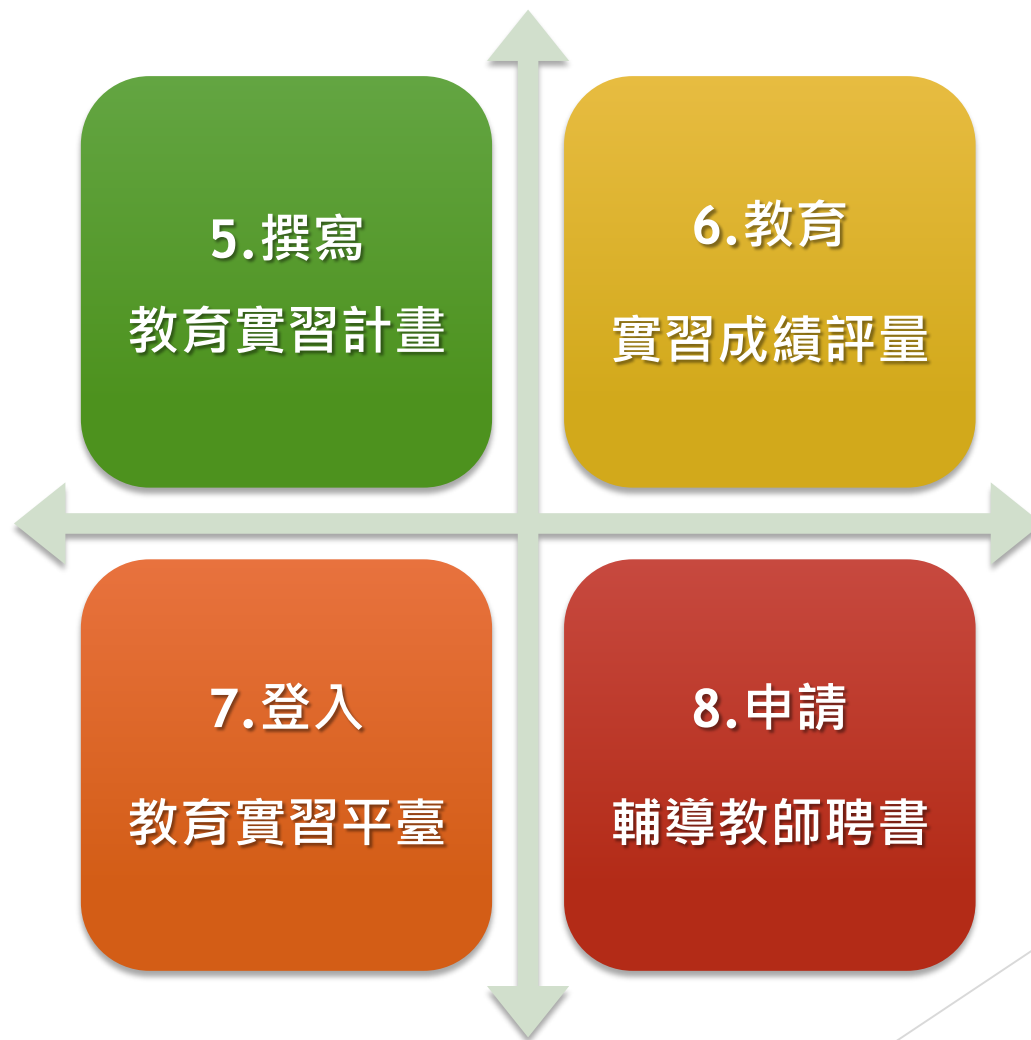 5.撰寫
教育實習計畫
6.教育
實習成績評量
7.登入
教育實習平臺
8.申請
輔導教師聘書